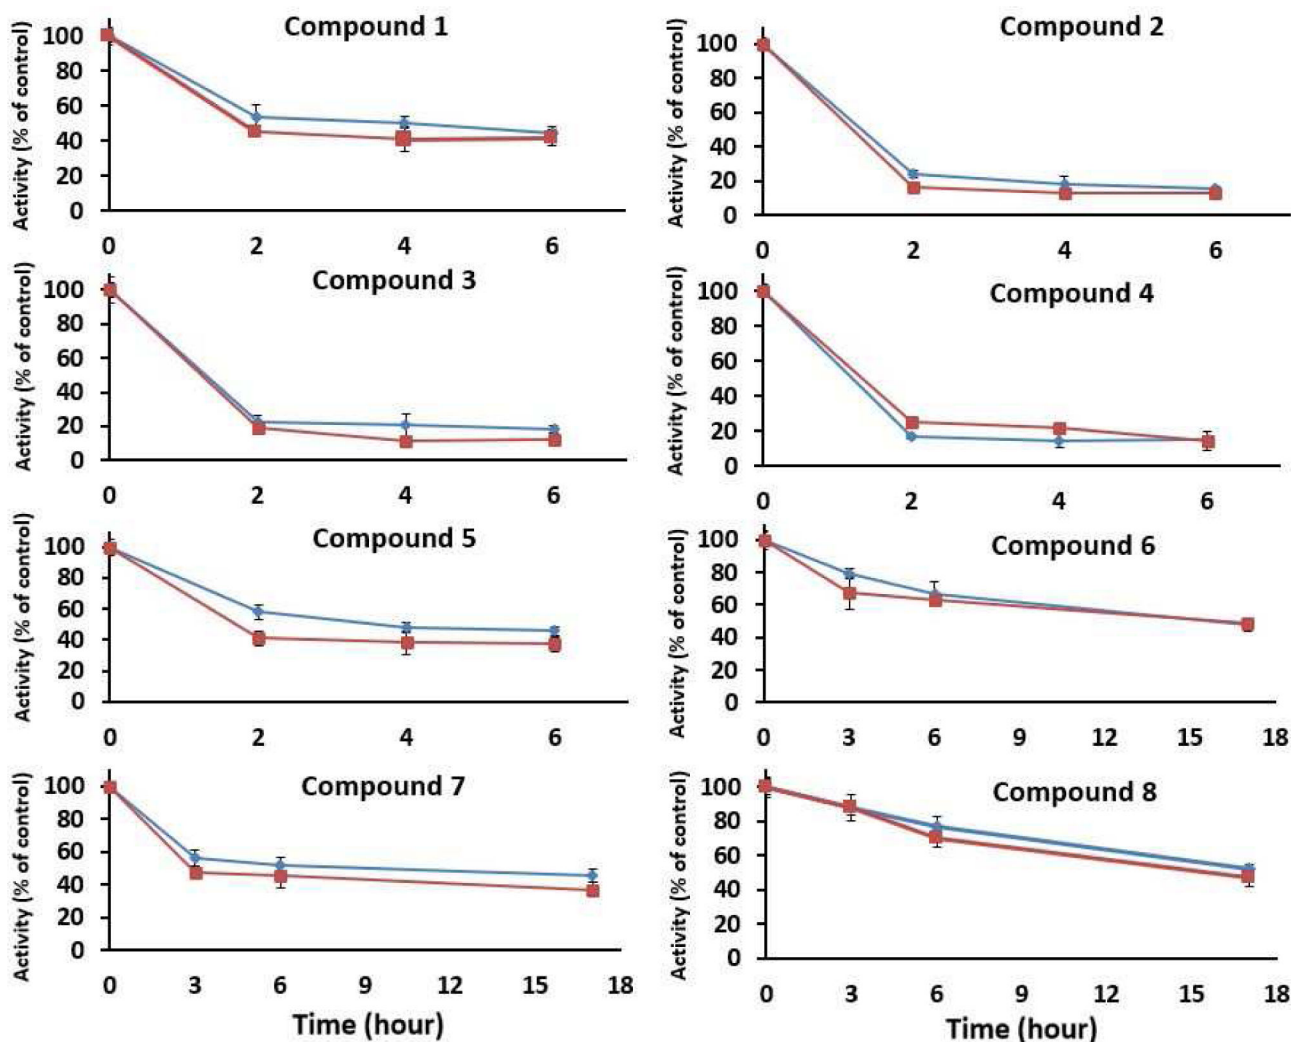 Compound 1
Activity (% of control)
100
80
60
40
20
0
0 2 4 6
Compound 2
Activity (% of control)
100
80
60
40
20
0
0 2 4 6
Compound 3
Activity (% of control)
100
80
60
40
20
0
0 2 4 6
Compound 4
Activity (% of control)
100
80
60
40
20
0
0 2 4 6
Compound 5
Activity (% of control)
100
80
60
40
20
0
0 2 4 6
Compound 6
Activity (% of control)
100
80
60
40
20
0
0 3 6 9 12 15 18
Compound 7
Activity (% of control)
100
80
60
40
20
0
0 3 6 9 12 15 18
Time (hour)
Compound 8
Activity (% of control)
100
80
60
40
20
0
0 3 6 9 12 15 18
Time (hour)